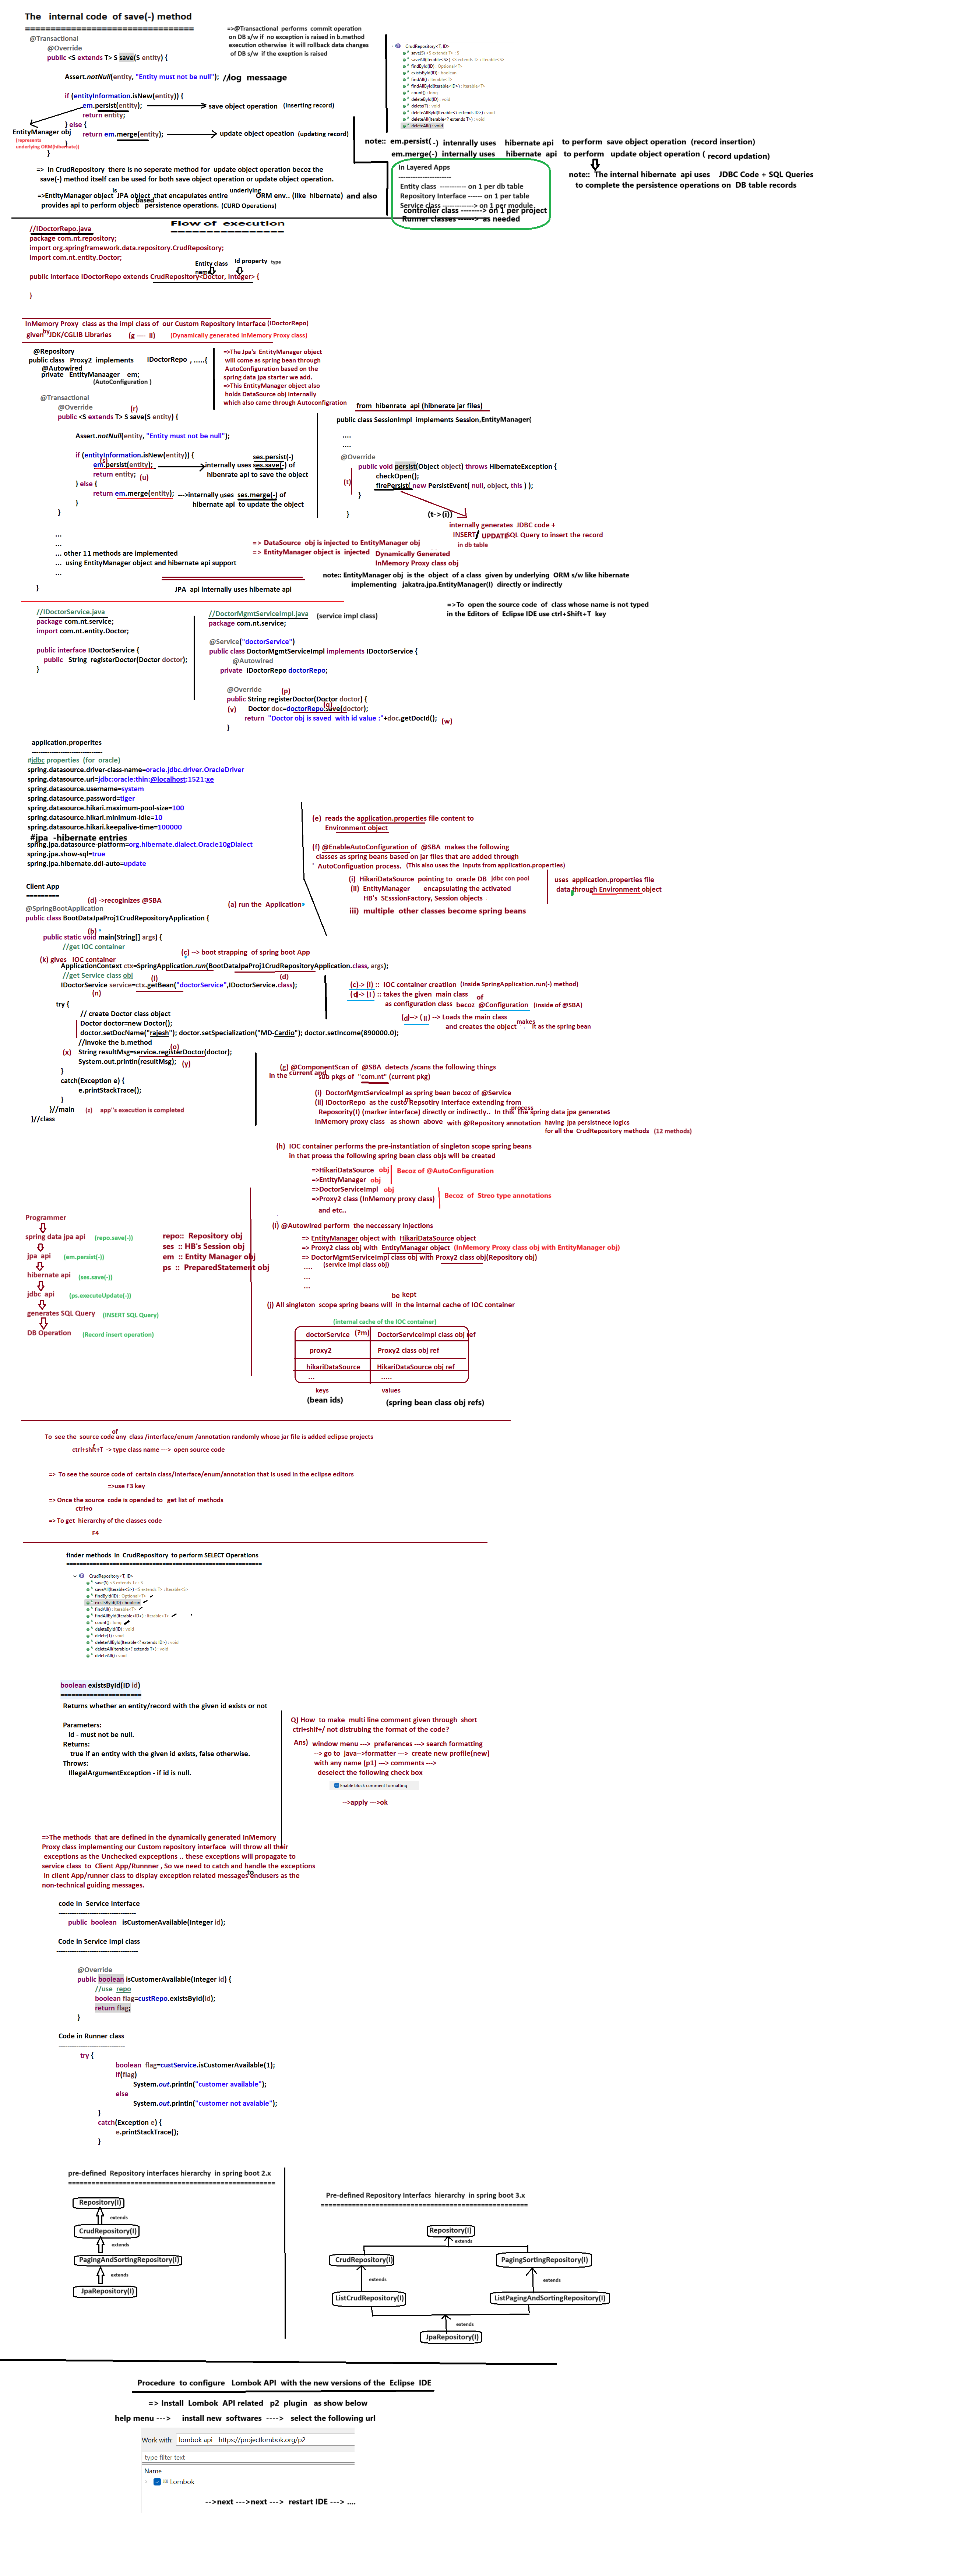 The internal code of save(-) method
================================
@Transactional
@Override
public <S extends T> S save(S entity) {
Assert.notNull(entity, "Entity must not be null"); //log message
if (entityInformation.isNew(entity)) {
em.persist(entity); save object operation (inserting record)
return entity;
} else {
return em.merge(entity); update object opeation (updating record)
}
}
EntityManager obj
(represents
underlying ORM(hibernate))
=>@Transactional performs commit operation
on DB s/w if no exception is raised in b.method
execution otherwise it will rollback data changes
of DB s/w if the exeption is raised
CrudRepository<T, ID>
save(S) <S extends T> : S
saveAll(Iterable<S>) <S extends T> : Iterable<S>
findById(ID) : Optional<T>
existsById(ID) : boolean
findAll() : Iterable<T>
findAllById(Iterable<ID>) : Iterable<T>
count() : long
deleteById(ID) : void
delete(T) : void
deleteAllById(Iterable<? extends ID>) : void
deleteAll(Iterable<? extends T>) : void
deleteAll() : void
note:: em.persist(-) internally uses hibernate api to perform save object operation (record insertion)
em.merge(-) internally uses hibernate api to perform update object operation ( record updation)
note:: The internal hibernate api uses JDBC Code + SQL Queries
to complete the persistence operations on DB table records
In Layered Apps
----------------------
Entity class ----------- on 1 per db table
Repository Interface ------ on 1 per table
Service class ------------> on 1 per module
controller class --------> on 1 per project
Runner classes ------> as needed
=> In CrudRepository there is no seperate method for update object operation becoz the
save(-) method itself can be used for both save object operation or update object operation.
=>EntityManager object is JPA based object that encapsulates entire underlying ORM env.. (like hibernate) and also
provides api to perform object persistence operations. (CURD Operations)
Flow of execution
===============
//IDoctorRepo.java
package com.nt.repository;
import org.springframework.data.repository.CrudRepository;
import com.nt.entity.Doctor;
Entity class name Id property type
public interface IDoctorRepo extends CrudRepository<Doctor, Integer> {
}
InMemory Proxy class as the impl class of our Custom Repository Interface (IDoctorRepo)
given by JDK/CGLIB Libraries (g ---- ii) (Dynamically generated InMemory Proxy class)
@Repository
public class Proxy2 implements IDoctorRepo , .....{
@Autowired
private EntityManaager em;
(AutoConfiguration )
@Transactional
@Override (r)
public <S extends T> S save(S entity) {
Assert.notNull(entity, "Entity must not be null");
if (entityInformation.isNew(entity)) {
(s)
em.persist(entity); internally uses ses.save(-) of
ses.persist(-)
hibenrate api to save the object
return entity; (u)
} else {
return em.merge(entity); --->internally uses ses.merge(-) of
hibernate api to update the object
}
}
...
...
... other 11 methods are implemented
... using EntityManager object and hibernate api support
...
}
=>The Jpa's EntityManager object
will come as spring bean through
AutoConfiguration based on the
spring data jpa starter we add.
=>This EntityManager object also
holds DataSource obj internally
which also came through Autoconfigration
from hibenrate api (hibnerate jar files)
public class SessionImpl implements Session,EntityManager{
....
....
@Override
public void persist(Object object) throws HibernateException {
checkOpen();
(t) firePersist( new PersistEvent( null, object, this ) );
}
}
(t->(i))
internally generates JDBC code +
INSERT/ UPDATE SQL Query to insert the record
in db table
=> DataSource obj is injected to EntityManager obj
=> EntityManager object is injected Dynamically Generated
InMemory Proxy class obj
JPA api internally uses hibernate api
note:: EntityManager obj is the object of a class given by underlying ORM s/w like hibernate
implementing jakatra.jpa.EntityManager(I) directly or indirectly
=>To open the source code of class whose name is not typed
in the Editors of Eclipse IDE use ctrl+Shift+T key
//IDoctorService.java
package com.nt.service;
import com.nt.entity.Doctor;
public interface IDoctorService {
public String registerDoctor(Doctor doctor);
}
//DoctorMgmtServiceImpl.java (service impl class)
package com.nt.service;
@Service("doctorService")
public class DoctorMgmtServiceImpl implements IDoctorService {
@Autowired
private IDoctorRepo doctorRepo;
@Override (p)
public String registerDoctor(Doctor doctor) {
(q)
(v) Doctor doc=doctorRepo.save(doctor);
return "Doctor obj is saved with id value :"+doc.getDocId(); (w)
}
application.properites
------------------------------
#jdbc properties (for oracle)
spring.datasource.driver-class-name=oracle.jdbc.driver.OracleDriver
spring.datasource.url=jdbc:oracle:thin:@localhost:1521:xe
spring.datasource.username=system
spring.datasource.password=tiger
spring.datasource.hikari.maximum-pool-size=100
spring.datasource.hikari.minimum-idle=10
spring.datasource.hikari.keepalive-time=100000
#jpa -hibernate entries
spring.jpa.datasource-platform=org.hibernate.dialect.Oracle10gDialect
spring.jpa.show-sql=true
spring.jpa.hibernate.ddl-auto=update
Client App
=========
(d) ->recoginizes @SBA
@SpringBootApplication (a) run the Application
public class BootDataJpaProj1CrudRepositoryApplication {
(b)
public static void main(String[] args) {
//get IOC container
(c) --> boot strapping of spring boot App
(k) gives IOC container
ApplicationContext ctx=SpringApplication.run(BootDataJpaProj1CrudRepositoryApplication.class, args);
//get Service class obj (l) (d)
IDoctorService service=ctx.getBean("doctorService",IDoctorService.class);
(n)
try {
// create Doctor class object
Doctor doctor=new Doctor();
doctor.setDocName("rajesh"); doctor.setSpecialization("MD-Cardio"); doctor.setIncome(890000.0);
//invoke the b.method
(o)
(x) String resultMsg=service.registerDoctor(doctor);
System.out.println(resultMsg); (y)
}
catch(Exception e) {
e.printStackTrace();
}
}//main (z) app"s execution is completed
}//class
(e) reads the application.properties file content to
Environment object
(f) @EnableAutoConfiguration of @SBA makes the following
classes as spring beans based on jar files that are added through
AutoConfiguation process. (This also uses the inputs from application.properties)
(i) HikariDataSource pointing to oracle DB jdbc con pool
(ii) EntityManager encapsulating the activated
HB's SEsssionFactory, Session objects
iii) multiple other classes become spring beans
uses application.properties file
data through Environment object
(c)-> (i) :: IOC container creatiion (Inside SpringApplication.run(-) method)
(d-> (i ) :: takes the given main class
as configuration class becoz of @Configuration (inside of @SBA)
(d--> (ii) --> Loads the main class
and creates the object makes it as the spring bean
(g) @ComponentScan of @SBA detects /scans the following things
in the current and sub pkgs of "com.nt" (current pkg)
(i) DoctorMgmtServiceImpl as spring bean becoz of @Service
(ii) IDoctorRepo as the custom Repsotiry Interface extending from
Reposority(I) (marker interface) directly or indirectly.. In this process the spring data jpa generates
InMemory proxy class as shown above with @Repository annotation having jpa persistnece logics
for all the CrudRepository methods (12 methods)
(h) IOC container performs the pre-instantiation of singleton scope spring beans
in that proess the following spring bean class objs will be created
=>HikariDataSource obj
=>EntityManager obj
Becoz of @AutoConfiguration
=>DoctorServiceImpl obj
=>Proxy2 class (InMemory proxy class)
Becoz of Streo type annotations
and etc..
(i) @Autowired perform the neccessary injections
=> EntityManager object with HikariDataSource object
=> Proxy2 class obj with EntityManager object (InMemory Proxy class obj with EntityManager obj)
=> DoctorMgmtServiceImpl class obj with Proxy2 class obj(Repository obj)
(service impl class obj)
....
...
...
(j) All singleton scope spring beans will be kept in the internal cache of IOC container
(internal cache of the IOC container)
doctorService (?m) DoctorServiceImpl class obj ref
proxy2 Proxy2 class obj ref
hikariDataSource HikariDataSource obj ref
... .....
keys values
(bean ids) (spring bean class obj refs)
Programmer
spring data jpa api (repo.save(-))
jpa api (em.persist(-))
hibernate api (ses.save(-))
jdbc api (ps.executeUpdate(-))
generates SQL Query (INSERT SQL Query)
DB Operation (Record insert operation)
repo:: Repository obj
ses :: HB's Session obj
em :: Entity Manager obj
ps :: PreparedStatement obj
To see the source code of any class /interface/enum /annotation randomly whose jar file is added eclipse projects
ctrl+shit+T -> type class name ---> open source code
=> To see the source code of certain class/interface/enum/annotation that is used in the eclipse editors
=>use F3 key
=> Once the source code is opended to get list of methods
ctrl+o
=> To get hierarchy of the classes code
F4
finder methods in CrudRepository to perform SELECT Operations
==============================================================
CrudRepository<T, ID>
save(S) <S extends T> : S
saveAll(Iterable<S>) <S extends T> : Iterable<S>
findById(ID) : Optional<T>
existsById(ID) : boolean
findAll() : Iterable<T>
findAllById(Iterable<ID>) : Iterable<T>
count() : long
deleteById(ID) : void
delete(T) : void
deleteAllById(Iterable<? extends ID>) : void
deleteAll(Iterable<? extends T>) : void
deleteAll() : void
boolean existsById(ID id)
======================
Returns whether an entity/record with the given id exists or not
Parameters:
id - must not be null.
Returns:
true if an entity with the given id exists, false otherwise.
Throws:
IllegalArgumentException - if id is null.
Q) How to make multi line comment given through short
ctrl+shif+/ not distrubing the format of the code?
Ans) window menu ---> preferences ---> search formatting
--> go to java-->formatter ---> create new profile(new)
with any name (p1) ---> comments --->
deselect the following check box
Enable block comment formatting
-->apply --->ok
=>The methods that are defined in the dynamically generated InMemory
Proxy class implementing our Custom repository interface will throw all their
exceptions as the Unchecked expceptions .. these exceptions will propagate to
service class to Client App/Runnner , So we need to catch and handle the exceptions
in client App/runner class to display exception related messages to endusers as the
non-technical guiding messages.
code In Service Interface
----------------------------------
public boolean isCustomerAvailable(Integer id);
Code in Service Impl class
------------------------------------
@Override
public boolean isCustomerAvailable(Integer id) {
//use repo
boolean flag=custRepo.existsById(id);
return flag;
}
Code in Runner class
-----------------------------
try {
boolean flag=custService.isCustomerAvailable(1);
if(flag)
System.out.println("customer available");
else
System.out.println("customer not avaiable");
}
catch(Exception e) {
e.printStackTrace();
}
pre-defined Repository interfaces hierarchy in spring boot 2.x
=====================================================
Repository(I)
extends
CrudRepository(I)
extends
PagingAndSortingRepository(I)
extends
JpaRepository(I)
Pre-defined Repository Interfacs hierarchy in spring boot 3.x
=====================================================
Repository(I)
extends
CrudRepository(I) PagingSortingRepository(I)
extends extends
ListCrudRepository(I) ListPagingAndSortingRepository(I)
extends
JpaRepository(I)
Procedure to configure Lombok API with the new versions of the Eclipse IDE
=> Install Lombok API related p2 plugin as show below
help menu ---> install new softwares ----> select the following url
Work with: lombok api - https://projectlombok.org/p2
type filter text
Name
Lombok
-->next --->next ---> restart IDE ---> ....